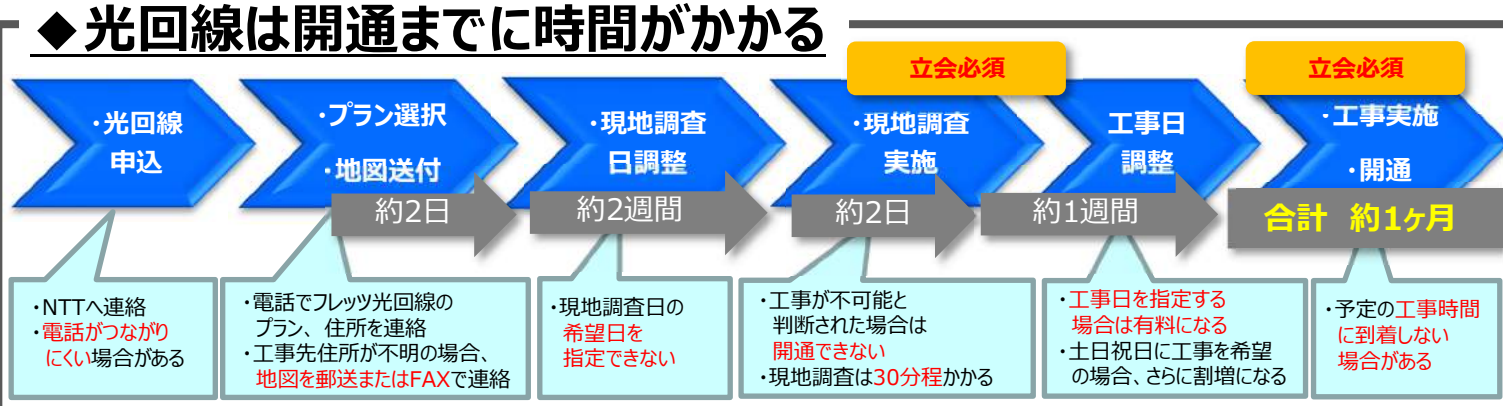 ◆光回線は開通までに時間がかかる
立会必須
立会必須
・光回線
申込
・プラン選択
・地図送付
・現地調査
日調整
・現地調査
実施
工事日
調整
・工事実施
・開通
約2日
約2週間
約2日
約1週間
合計 約1ヶ月
・NTTへ連絡
・電話がつながり
にくい場合がある
・電話でフレッツ光回線の
プラン、住所を連絡
・工事先住所が不明の場合、
地図を郵送またはFAXで連絡
・現地調査日の
希望日を
指定できない
・工事が不可能と
判断された場合は
開通できない
・現地調査は30分程かかる
・工事日を指定する
場合は有料になる
・土日祝日に工事を希望
の場合、さらに割増になる
・予定の工事時間
に到着しない
場合がある